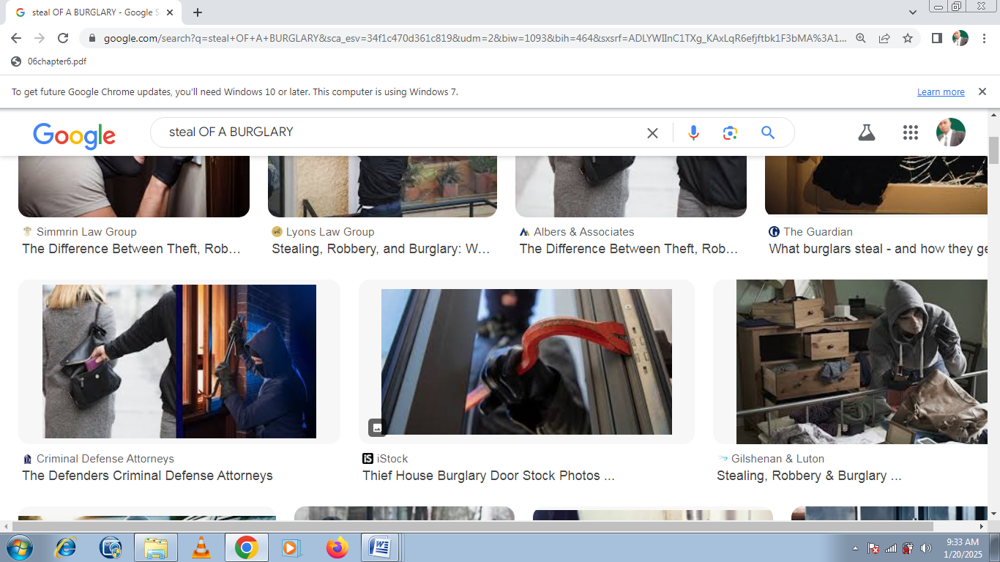 steal OF A BURGLARY - Google S
google.com/search?q=steal+OF+A+BURGLARY&sca_esv=34f1c470d361c819&udm=2&biw=1093&bih=464&sxsrf=ADLYWIInC1TXg_KAxLqR6efjftbk1F3bMA%3A1...
06chapter6.pdf
To get future Google Chrome updates, you'll need Windows 10 or later. This computer is using Windows 7. Learn more
Google steal OF A BURGLARY
Simmrin Law Group
The Difference Between Theft, Rob...
Lyons Law Group
Stealing, Robbery, and Burglary: W...
Albers & Associates
The Difference Between Theft, Rob...
The Guardian
What burglars steal - and how they ge
Criminal Defense Attorneys
The Defenders Criminal Defense Attorneys
iS iStock
Thief House Burglary Door Stock Photos ...
Gilshenan & Luton
Stealing, Robbery & Burglary ...
9:33 AM
1/20/2025